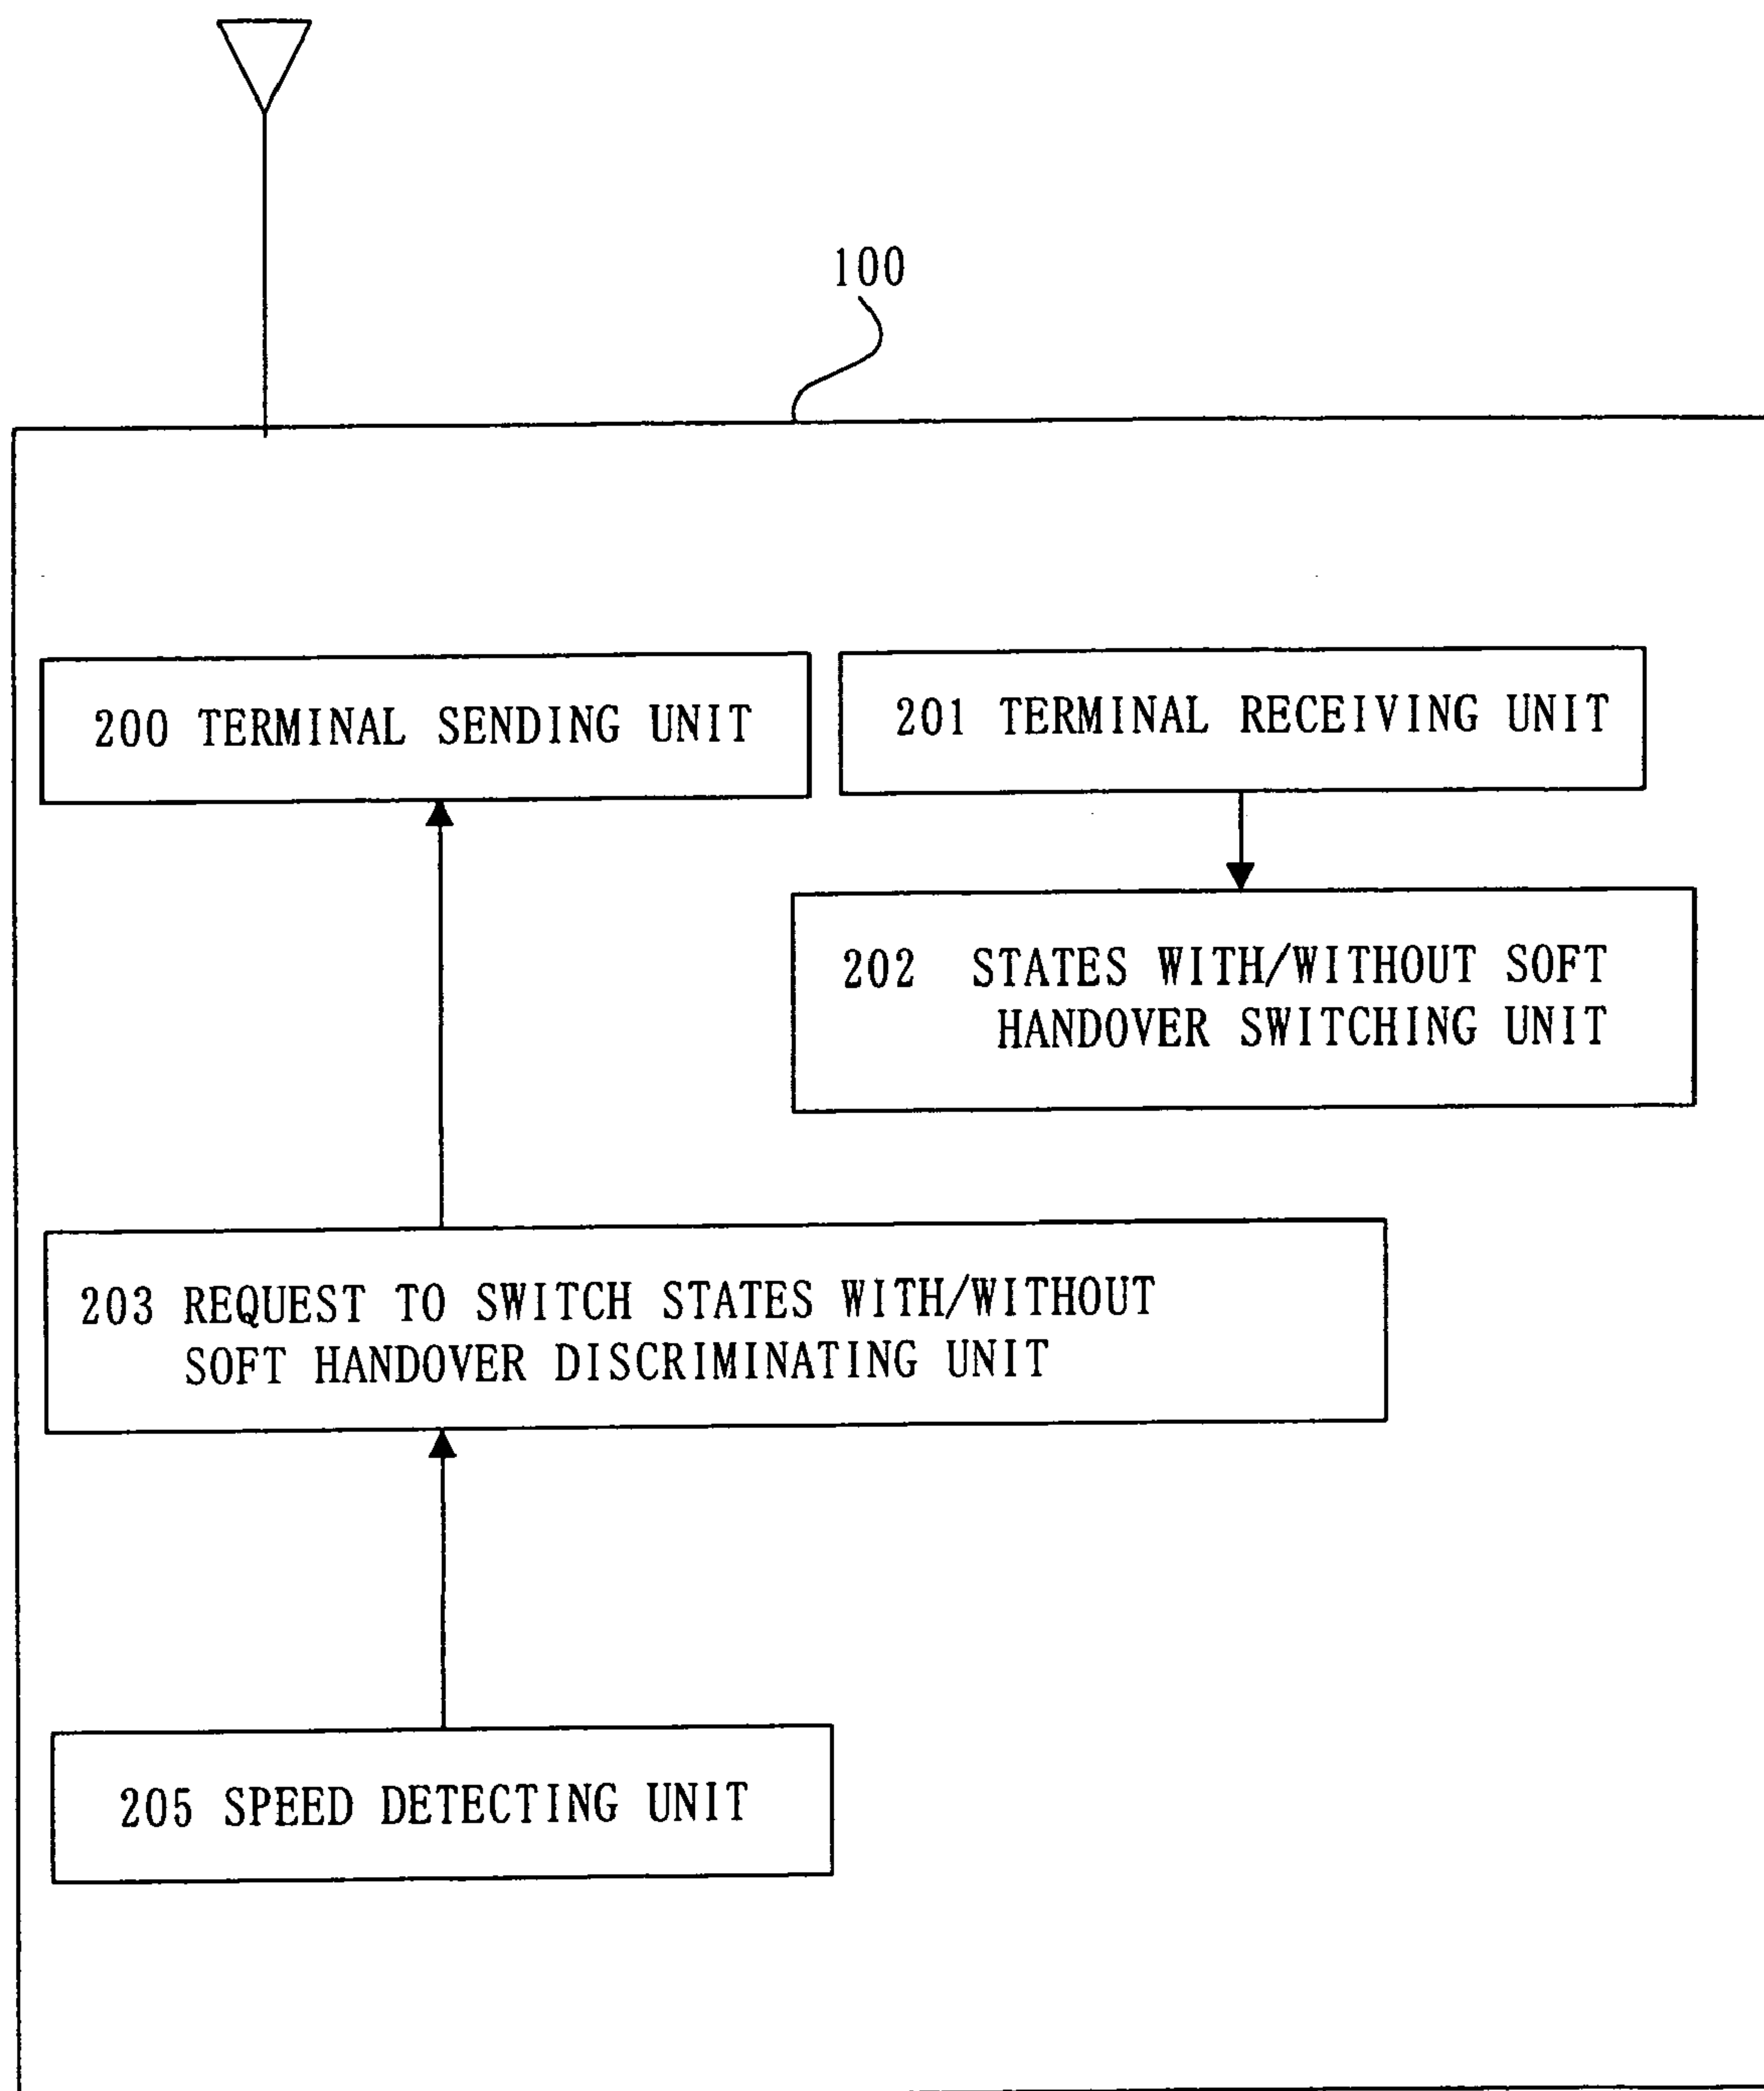 100
200 TERMINAL SENDING UNIT
201 TERMINAL RECEIVING UNIT
202 STATES WITH/WITHOUT SOFT
HANDOVER SWITCHING UNIT
203 REQUEST TO SWITCH STATES WITH/WITHOUT
SOFT HANDOVER DISCRIMINATING UNIT
205 SPEED DETECTING UNIT